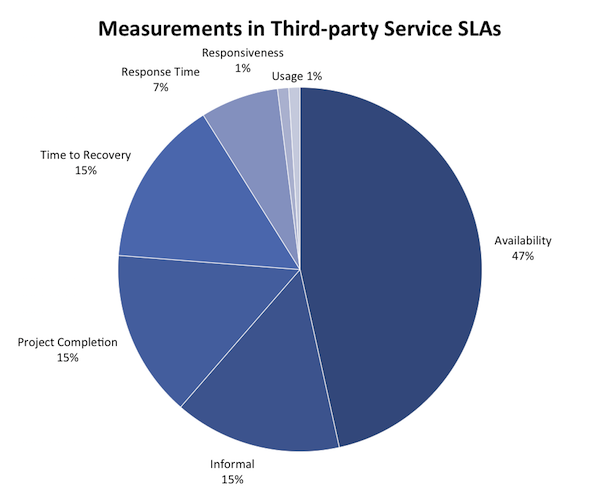 Measurements in Third-party Service SLAs
Responsiveness
1%
Usage 1%
Response Time
7%
Time to Recovery
15%
Availability
47%
Project Completion
15%
Informal
15%